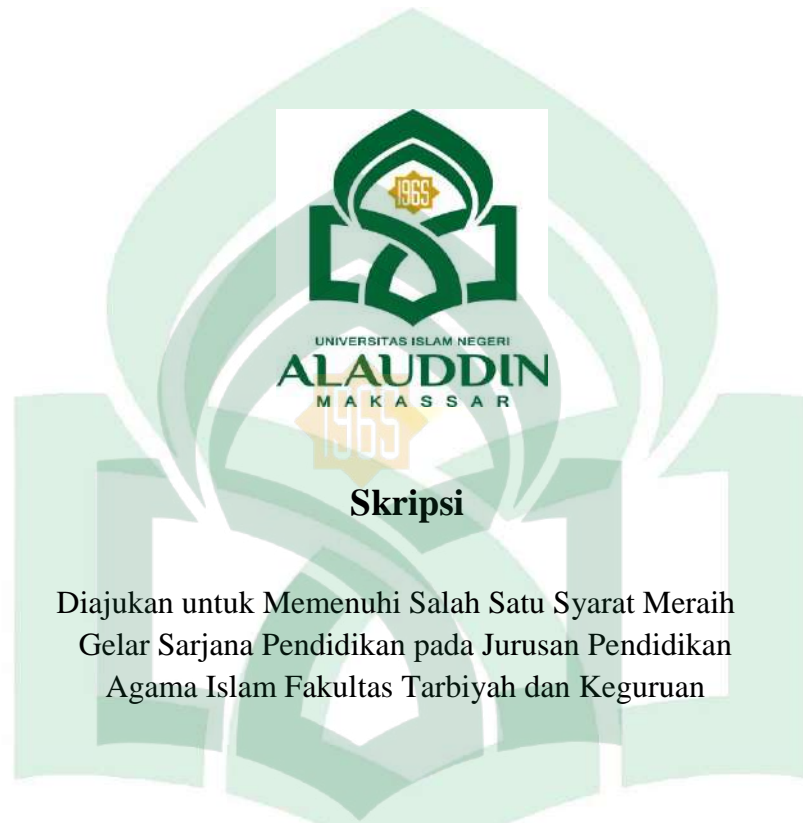 1965
UNIVERSITAS ISLAM NEGERI
ALAUDDIN
MAKASSAR
1965
Skripsi
Diajukan untuk Memenuhi Salah Satu Syarat Meraih
Gelar Sarjana Pendidikan pada Jurusan Pendidikan
Agama Islam Fakultas Tarbiyah dan Keguruan